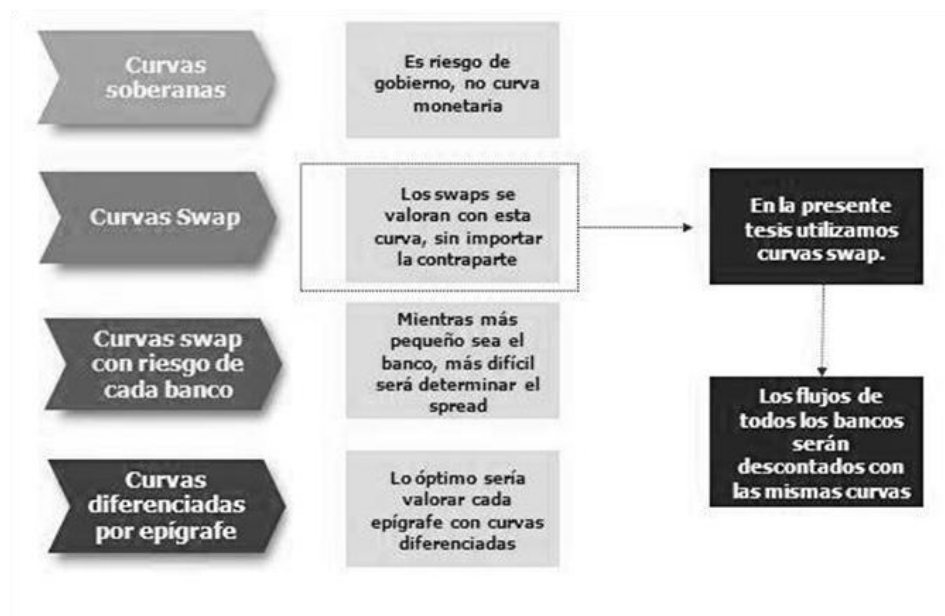 Curvas
soberanas
Es riesgo de
gobierno, no curva
monetaria
Curvas Swap
Los swaps se
valoran con esta
curva, sin importar
la contraparte
En la presente
tesis utilizamos
curvas swap.
Curvas swap
con riesgo de
cada banco
Mientras más
pequeño sea el
banco, más difícil
será determinar el
spread
Los flujos de
todos los bancos
serán
descontados con
las mismas curvas
Curvas
diferenciadas
por epígrafe
Lo óptimo sería
valorar cada
epígrafe con curvas
diferenciadas